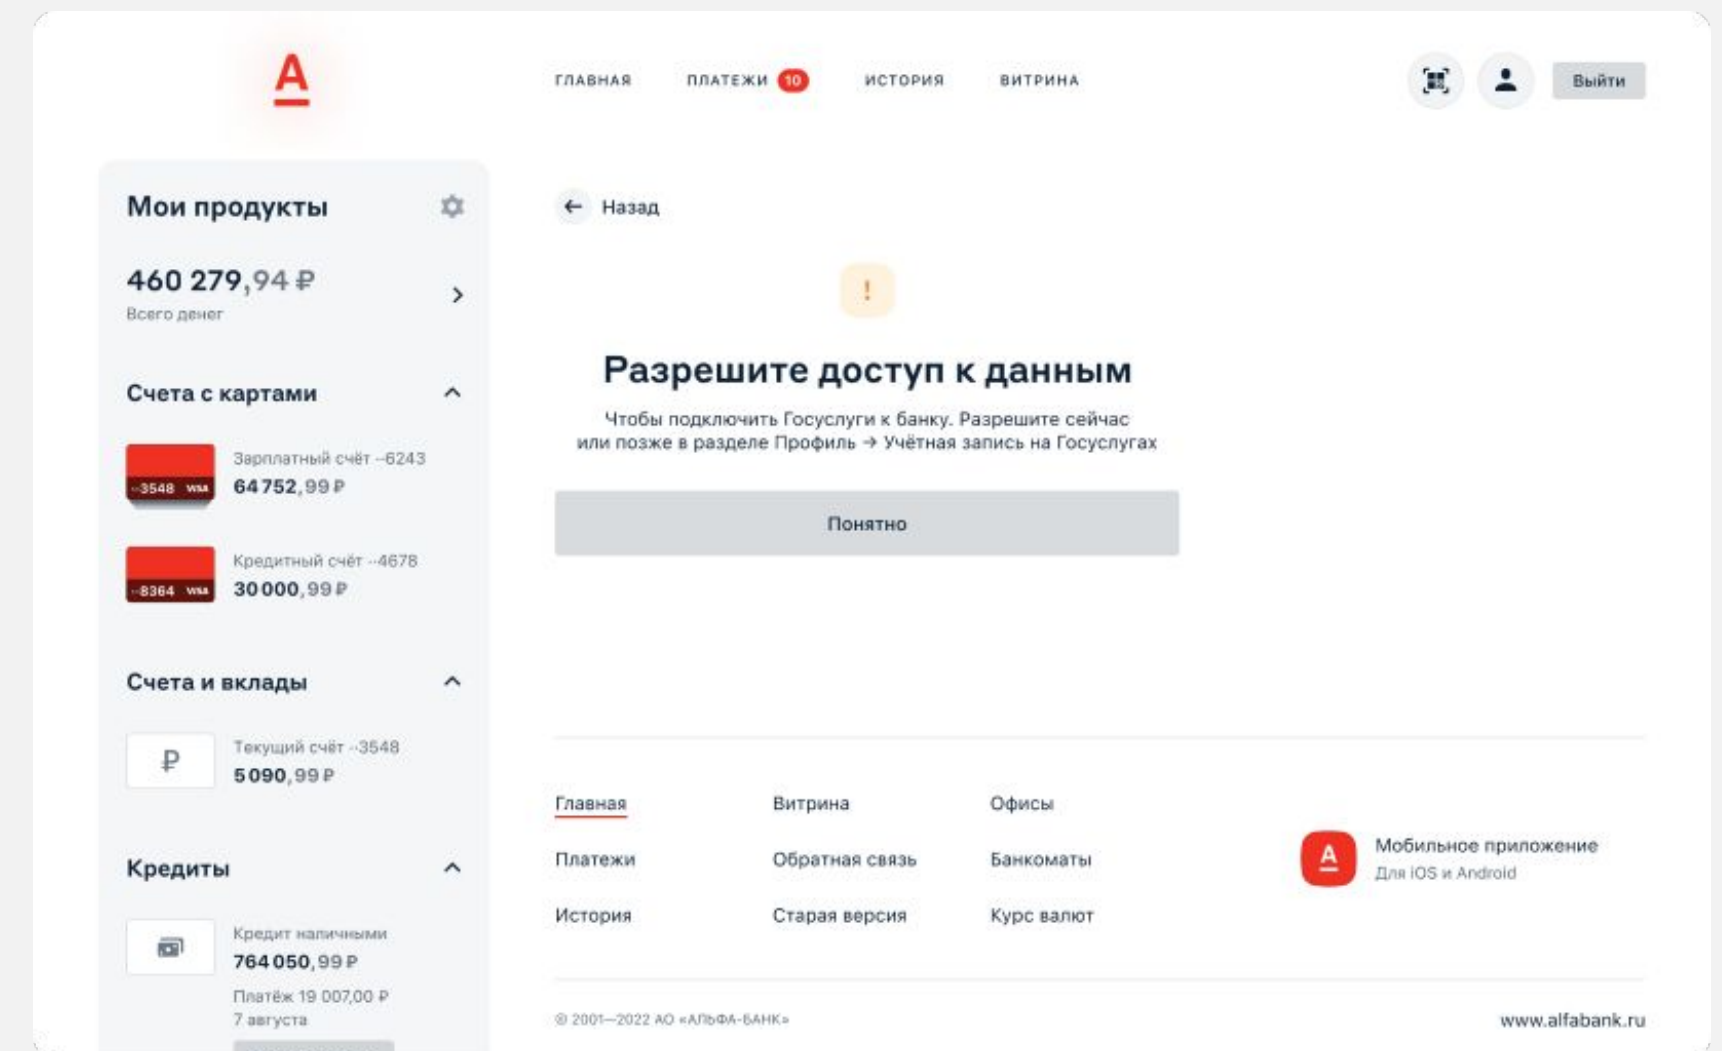 А
ГЛАВНАЯ
ПЛАТЕЖИ 10
ИСТОРИЯ
ВИТРИНА
Выйти
Мои продукты
460 279,94 ₽
Всего денег
Счета с картами
Зарплатный счёт ··6243
64 752,99 ₽
··3548 VISA
Кредитный счёт ··4678
30 000,99 ₽
··8364 VISA
Счета и вклады
₽
Текущий счёт ··3548
5 090,99 ₽
Кредиты
Кредит наличными
764 050,99 ₽
Платёж 19 007,00 ₽
7 августа
← Назад
!
Разрешите доступ к данным
Чтобы подключить Госуслуги к банку. Разрешите сейчас
или позже в разделе Профиль → Учётная запись на Госуслугах
Понятно
Главная
Платежи
История
Витрина
Обратная связь
Старая версия
Офисы
Банкоматы
Курс валют
А
Мобильное приложение
Для iOS и Android
© 2001—2022 АО «АЛЬФА-БАНК»
www.alfabank.ru